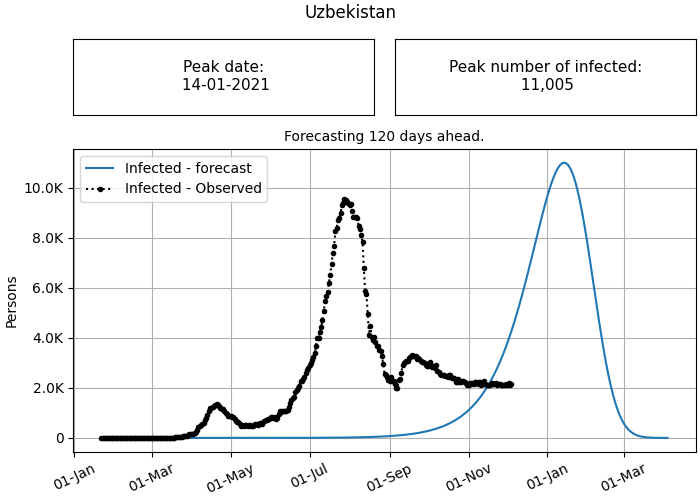 Uzbekistan
Peak date:
14-01-2021
Peak number of infected:
11,005
Forecasting 120 days ahead.
Infected - forecast
Infected - Observed
Persons
10.0K
8.0K
6.0K
4.0K
2.0K
0
01-Jan
01-Mar
01-May
01-Jul
01-Sep
01-Nov
01-Jan
01-Mar